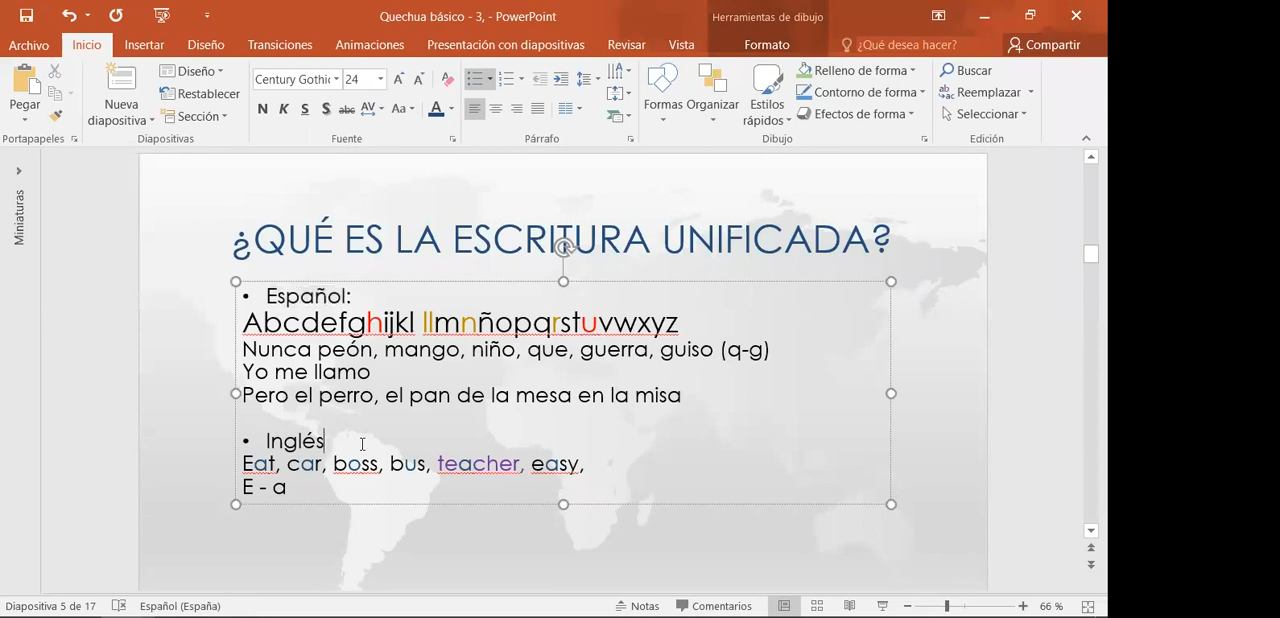 Quechua básico - 3, - PowerPoint
Herramientas de dibujo
Archivo Inicio Insertar Diseño Transiciones Animaciones Presentación con diapositivas Revisar Vista Formato ¿Qué desea hacer? Compartir
Pegar
Nueva diapositiva
Diseño
Restablecer
Sección
Century Gothic 24
N K S S abc AV Aa A
Formas Organizar Estilos rápidos
Relleno de forma
Contorno de forma
Efectos de forma
Buscar
Reemplazar
Seleccionar
Portapapeles Diapositivas Fuente Párrafo Dibujo Edición
Miniaturas
¿QUÉ ES LA ESCRITURA UNIFICADA?
• Español:
Abcdefghijkl llmnñopqrstuvwxyz
Nunca peón, mango, niño, que, guerra, guiso (q-g)
Yo me llamo
Pero el perro, el pan de la mesa en la misa
• Inglés
Eat, car, boss, bus, teacher, easy,
E - a
Diapositiva 5 de 17 Español (España) Notas Comentarios 66 %